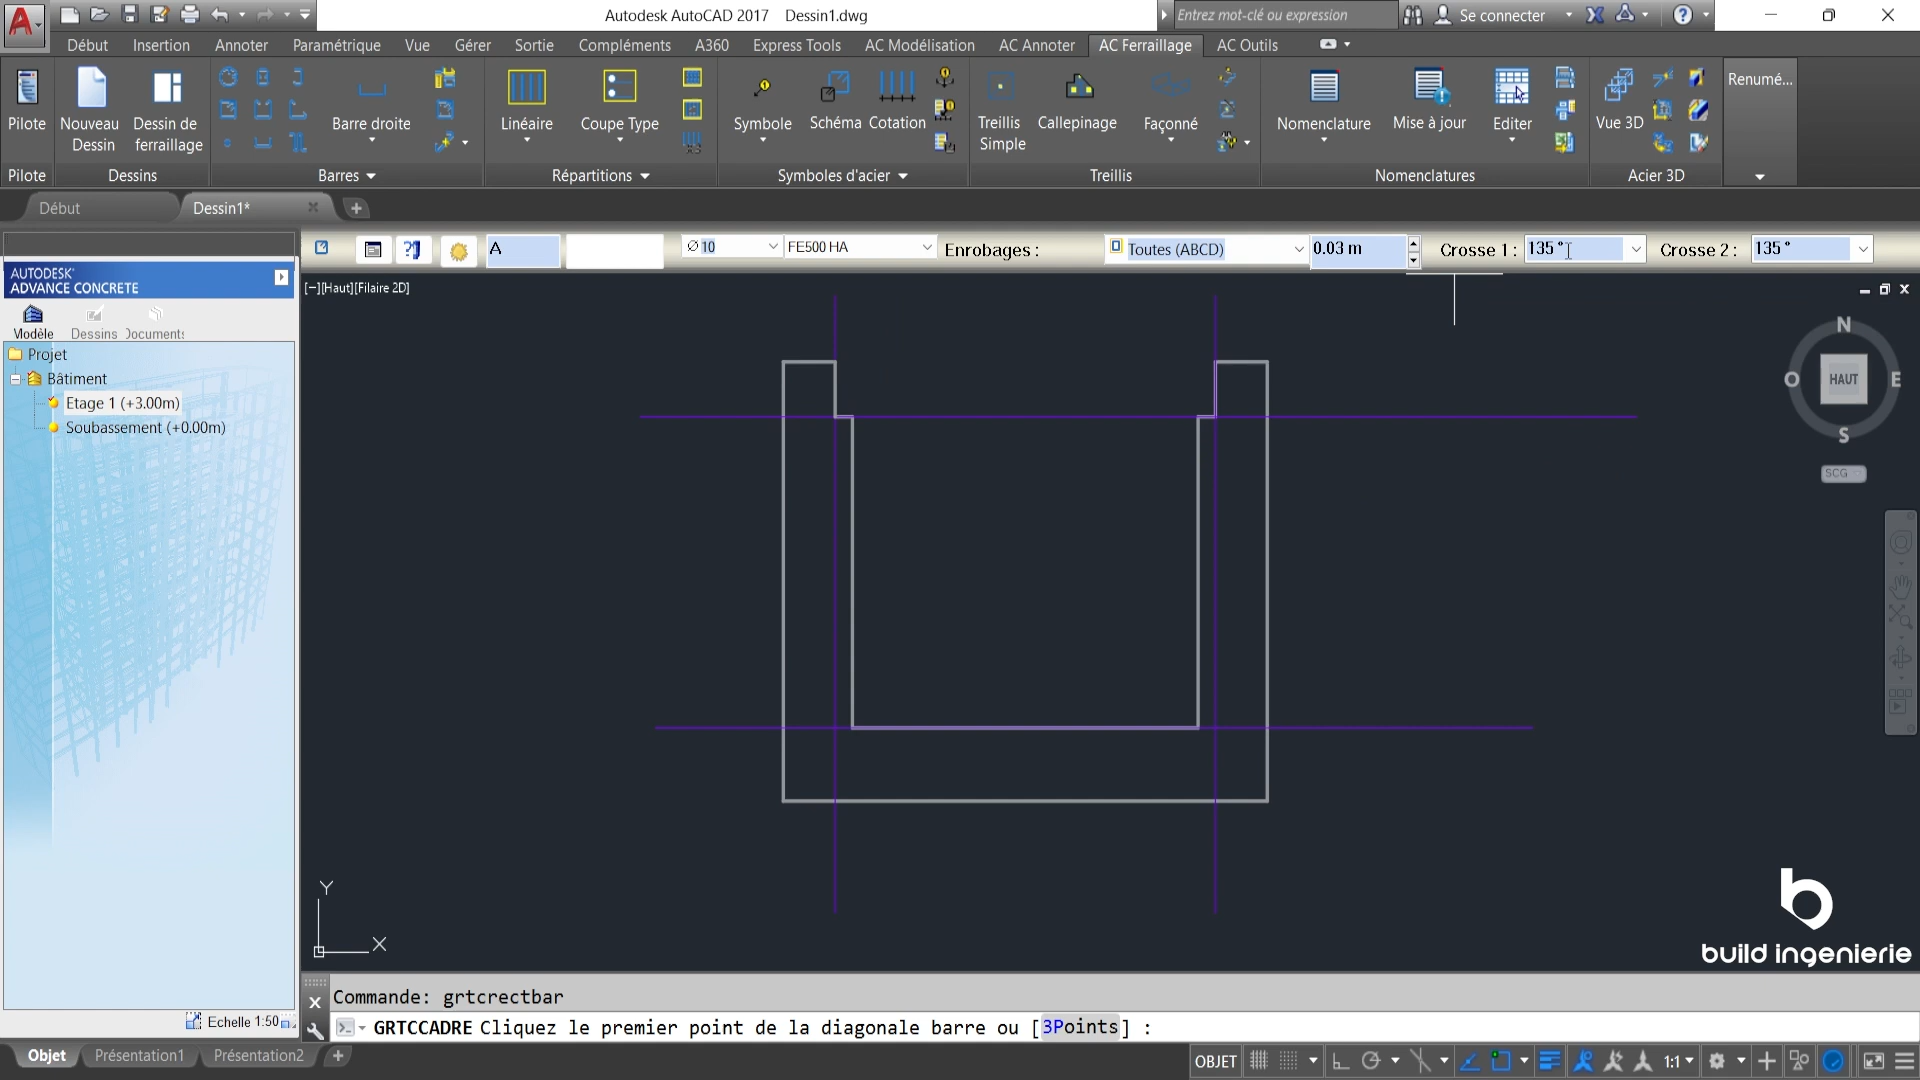 Autodesk AutoCAD 2017 Dessin1.dwg
Entrez mot-clé ou expression
Se connecter
Début Insertion Annoter Paramétrique Vue Gérer Sortie Compléments A360 Express Tools AC Modélisation AC Annoter AC Ferraillage AC Outils
Pilote
Nouveau Dessin
Dessin de ferraillage
Barre droite
Linéaire
Coupe Type
Symbole
Schéma
Cotation
Treillis Simple
Callepinage
Façonné
Nomenclature
Mise à jour
Editer
Vue 3D
Renumé...
Pilote Dessins Barres Répartitions Symboles d'acier Treillis Nomenclatures Acier 3D
Début Dessin1*
A
Ø 10
FE500 HA
Enrobages :
Toutes (ABCD)
0.03 m
Crosse 1 : 135 °
Crosse 2 : 135 °
AUTODESK®
ADVANCE CONCRETE
Modèle Dessins Documents
Projet
Bâtiment
Etage 1 (+3.00m)
Soubassement (+0.00m)
Echelle 1:50
[−][Haut][Filaire 2D]
N
O HAUT E
S
SCG
Y
X
b
build ingenierie
Commande: grtcrectbar
GRTCCADRE Cliquez le premier point de la diagonale barre ou [3Points] :
Objet Présentation1 Présentation2
OBJET
1:1